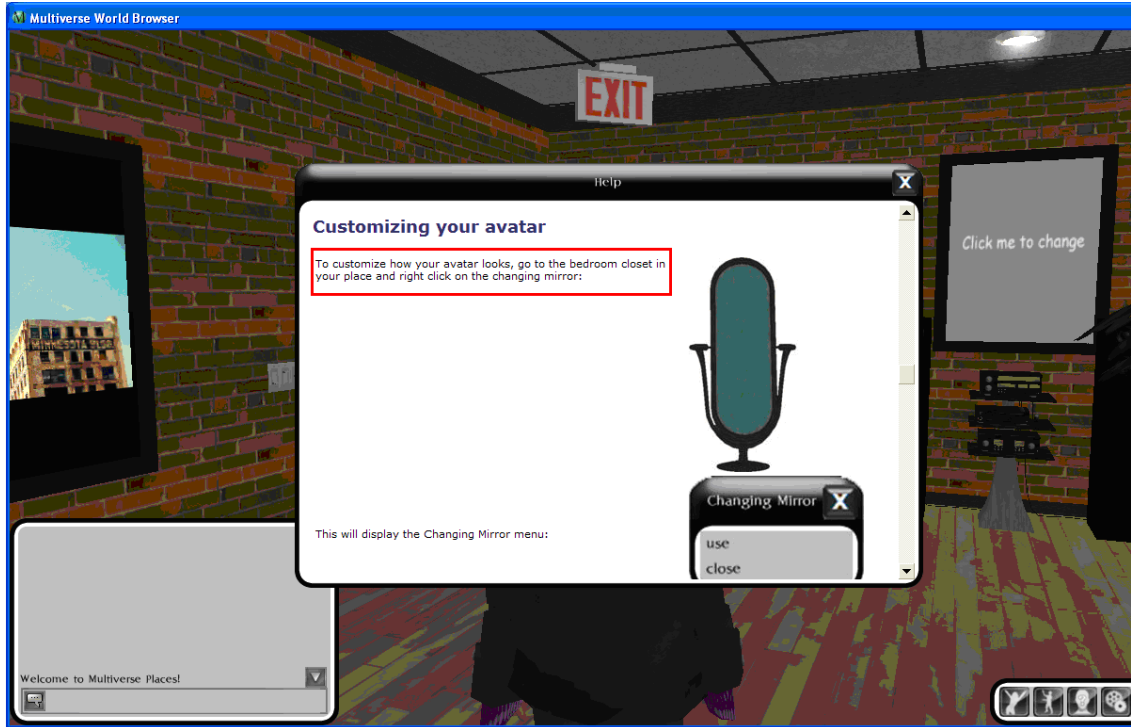 Multiverse World Browser
EXIT
Help
X
Customizing your avatar
To customize how your avatar looks, go to the bedroom closet in
your place and right click on the changing mirror:
Click me to change
MINNESOTA
Changing Mirror X
This will display the Changing Mirror menu:
use
close
Welcome to Multiverse Places!